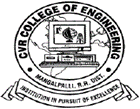 CVR COLLEGE OF ENGINEERING
MANGALPALLI, R.R. DIST.
INSTITUTION IN PURSUIT OF EXCELLENCE